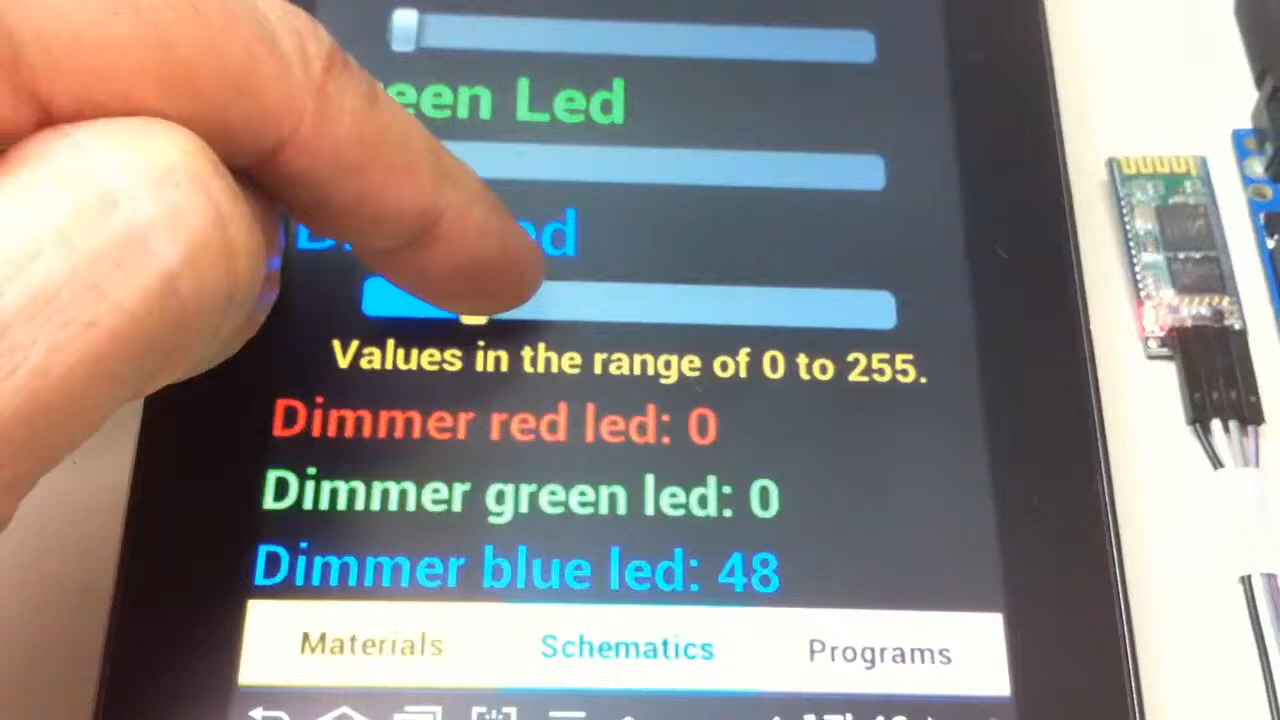 een Led
ed
Values in the range of 0 to 255.
Dimmer red led: 0
Dimmer green led: 0
Dimmer blue led: 48
Materials Schematics Programs